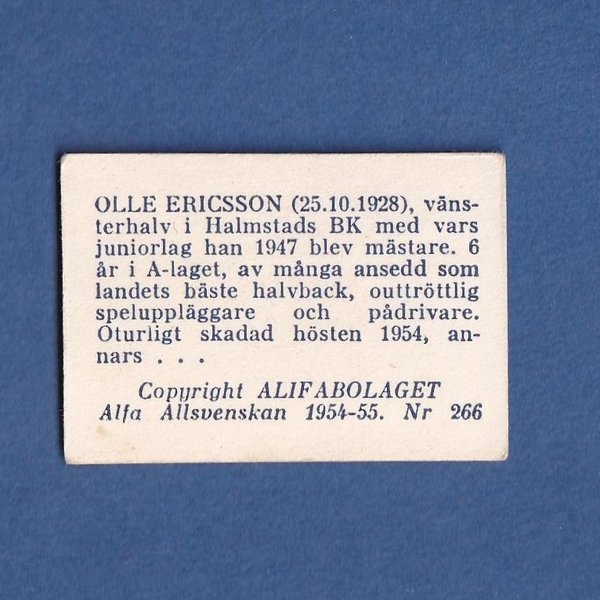 OLLE ERICSSON (25.10.1928), väns-
terhalv i Halmstads BK med vars
juniorlag han 1947 blev mästare. 6
år i A-laget, av många ansedd som
landets bäste halvback, outtröttlig
speluppläggare och pådrivare.
Oturligt skadad hösten 1954, an-
nars . . .
Copyright ALIFABOLAGET
Alfa Allsvenskan 1954-55. Nr 266